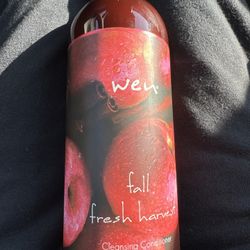 wen
fall
fresh harvest
Cleansing Conditioner